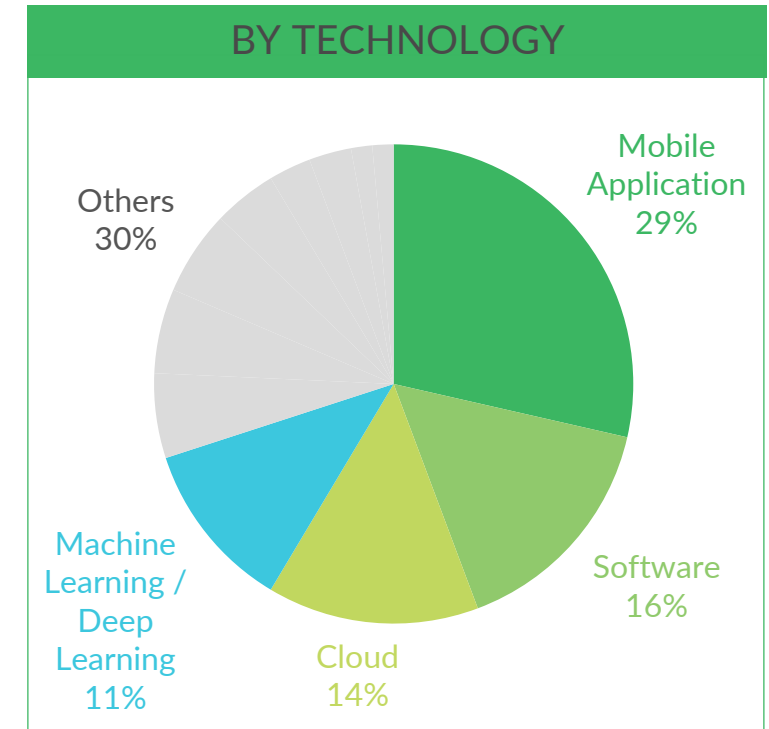 BY TECHNOLOGY
Mobile
Application
29%
Others
30%
Software
16%
Machine
Learning /
Deep
Learning
11%
Cloud
14%